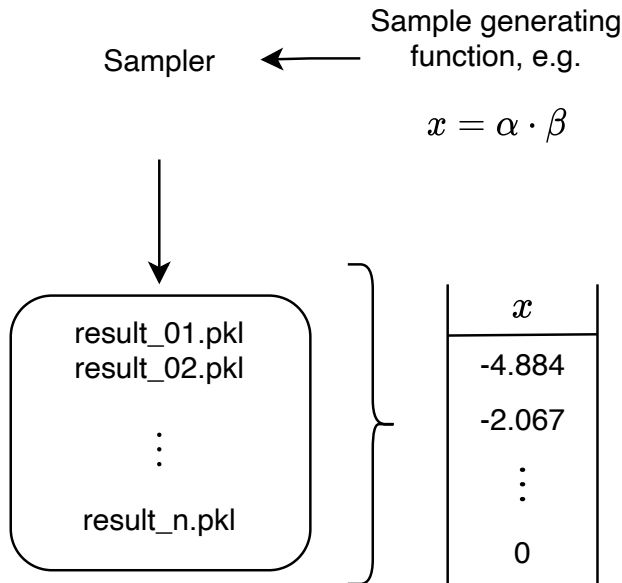 Sample generating
function, e.g.
Sampler
x = α · β
result_01.pkl
result_02.pkl
⋮
result_n.pkl
x
-4.884
-2.067
⋮
0